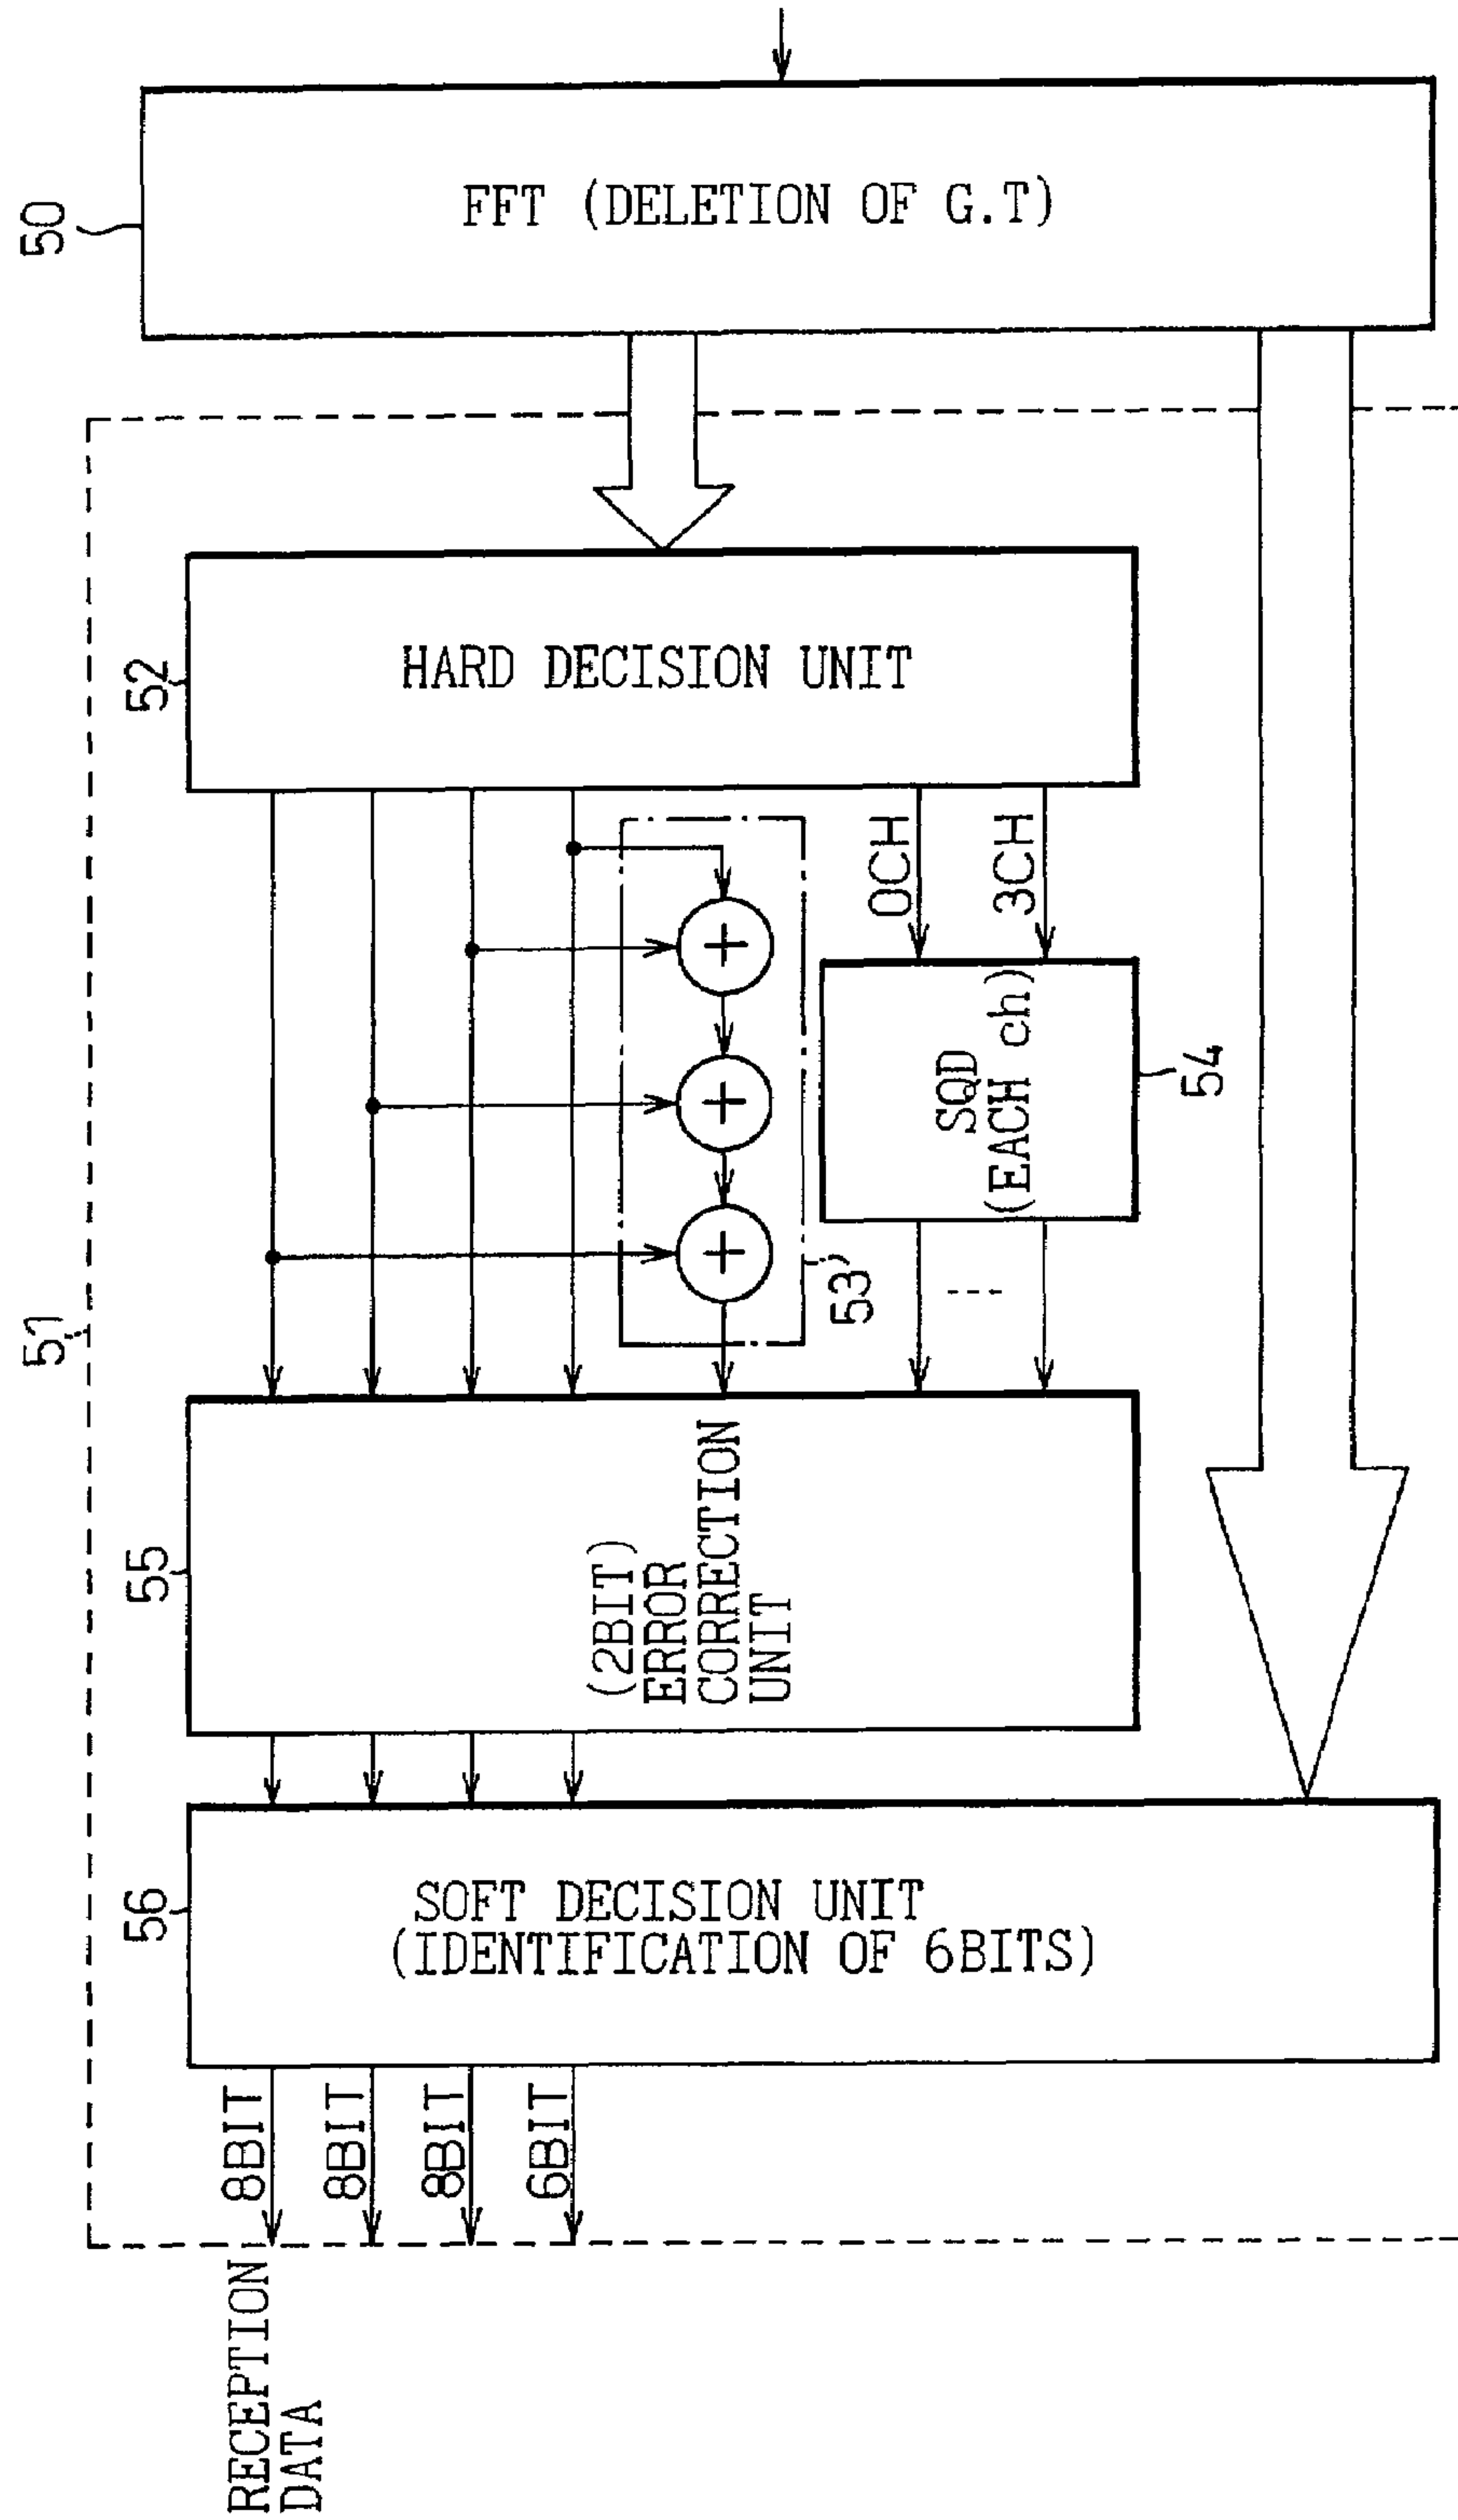 50
FFT (DELETION OF G.T)
51
52
HARD DECISION UNIT
0CH
3CH
SQD
(EACH ch)
54
53
55
(2BIT)
ERROR
CORRECTION
UNIT
56
SOFT DECISION UNIT
(IDENTIFICATION OF 6BITS)
8BIT
8BIT
8BIT
6BIT
RECEPTION
DATA